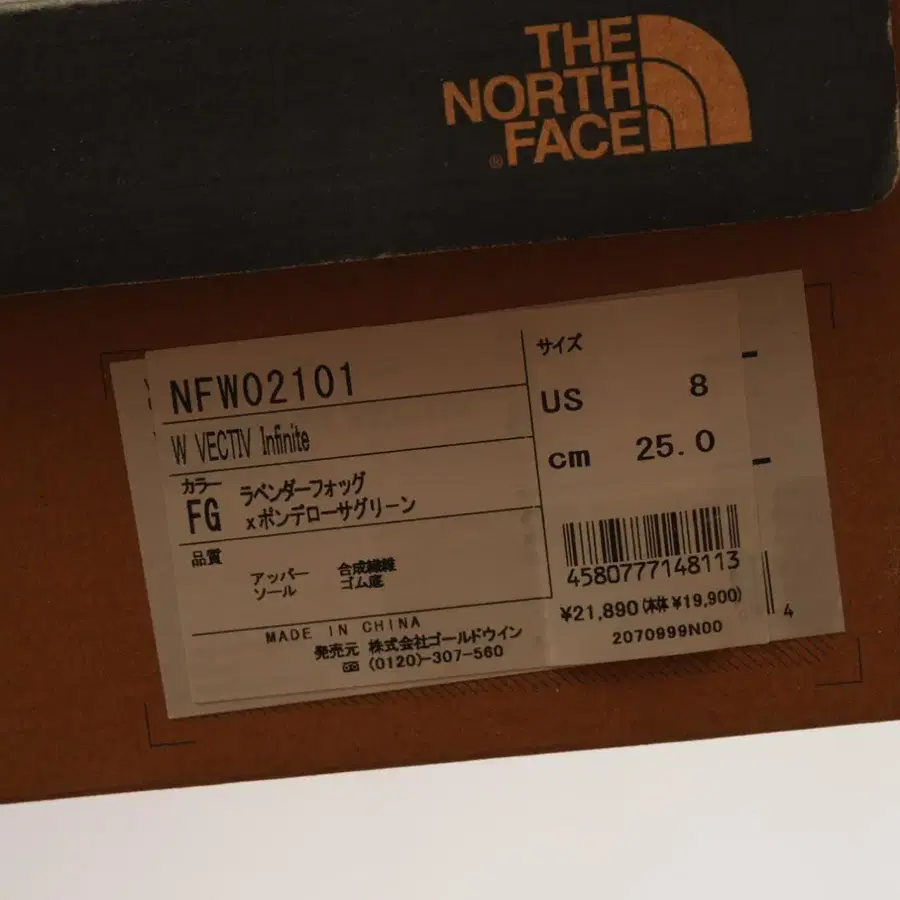 THE
NORTH
FACE
®
NFW02101
W VECTIV Infinite
カラー
FG ラベンダーフォッグ
xポンデローサグリーン
品質
アッパー 合成繊維
ソール ゴム底
MADE IN CHINA
発売元 株式会社ゴールドウイン
(0120)-307-560
サイズ
US 8
cm 25.0
4580777148113
¥21,890(本体¥19,900)
2070999N00
4